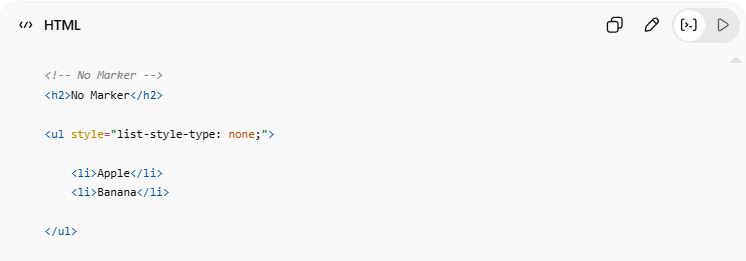 HTML
<!-- No Marker -->
<h2>No Marker</h2>
<ul style="list-style-type: none;">
<li>Apple</li>
<li>Banana</li>
</ul>